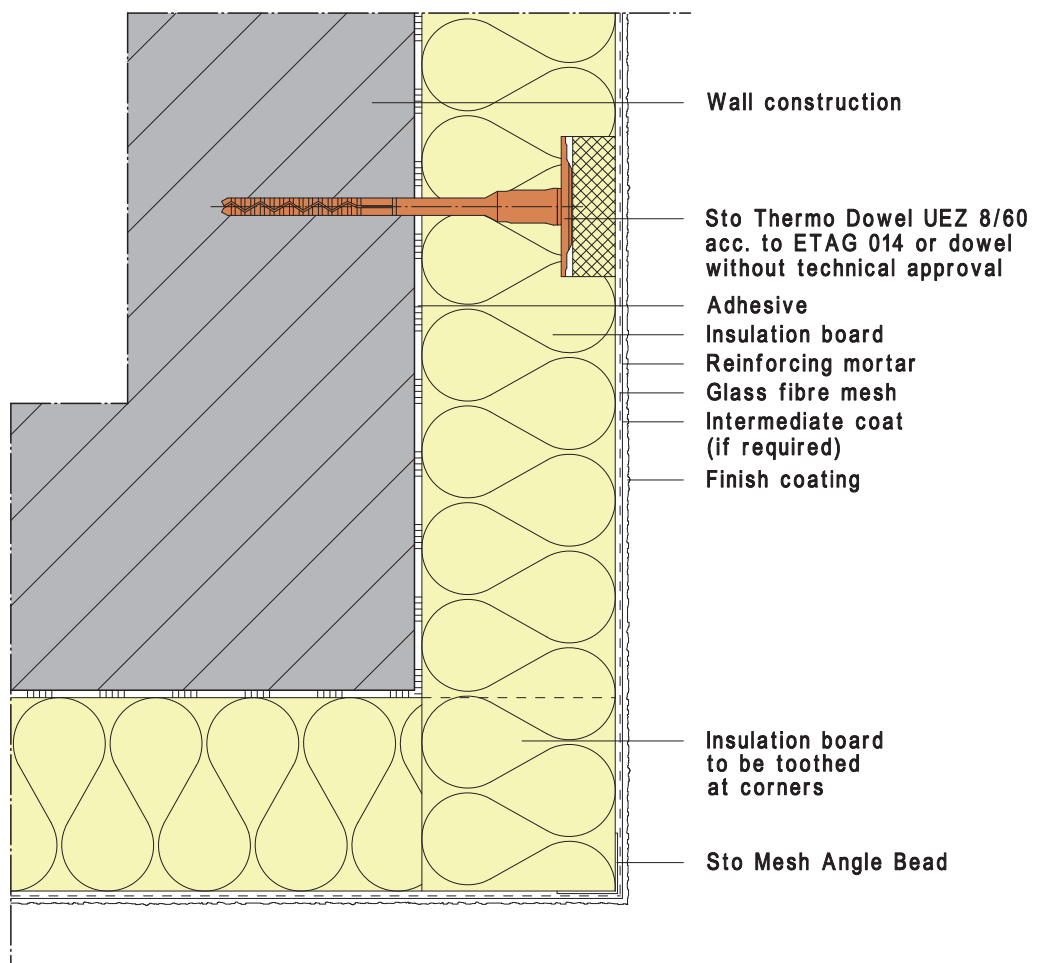 Wall construction
Sto Thermo Dowel UEZ 8/60
acc. to ETAG 014 or dowel
without technical approval
Adhesive
Insulation board
Reinforcing mortar
Glass fibre mesh
Intermediate coat
(if required)
Finish coating
Insulation board
to be toothed
at corners
Sto Mesh Angle Bead